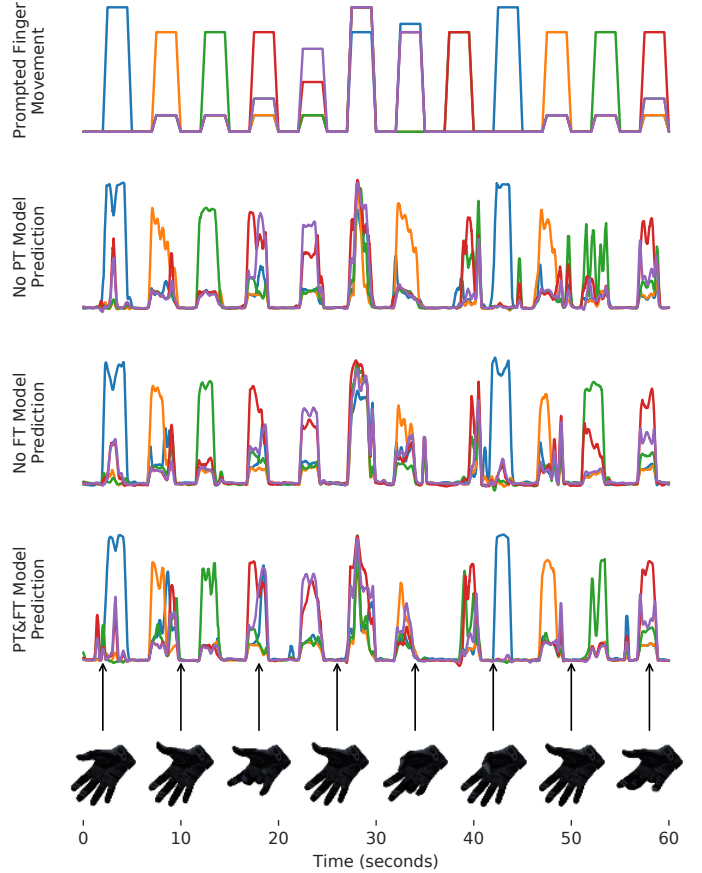 Prompted Finger
Movement
No PT Model
Prediction
No FT Model
Prediction
PT&FT Model
Prediction
0 10 20 30 40 50 60
Time (seconds)